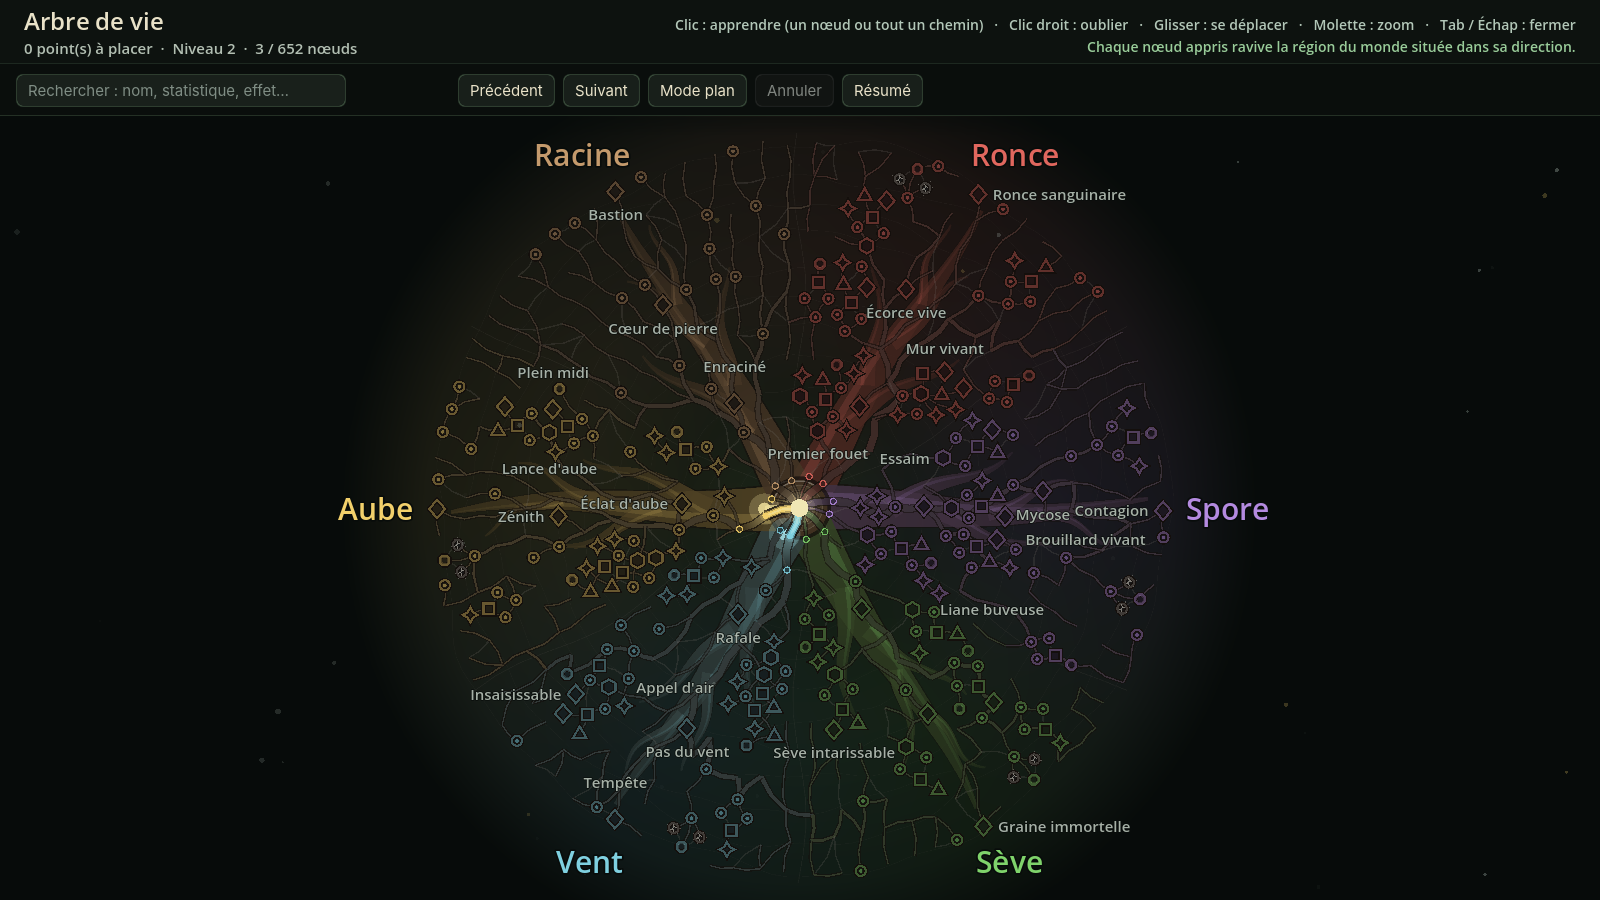 Arbre de vie
0 point(s) à placer · Niveau 2 · 3 / 652 nœuds
Clic : apprendre (un nœud ou tout un chemin) · Clic droit : oublier · Glisser : se déplacer · Molette : zoom · Tab / Échap : fermer
Chaque nœud appris ravive la région du monde située dans sa direction.
Rechercher : nom, statistique, effet...
Précédent
Suivant
Mode plan
Annuler
Résumé
Racine
Ronce
Ronce sanguinaire
Bastion
Écorce vive
Cœur de pierre
Mur vivant
Enraciné
Plein midi
Premier fouet
Essaim
Lance d'aube
Éclat d'aube
Aube
Zénith
Mycose
Contagion
Spore
Brouillard vivant
Liane buveuse
Rafale
Appel d'air
Insaisissable
Pas du vent
Sève intarissable
Tempête
Graine immortelle
Vent
Sève